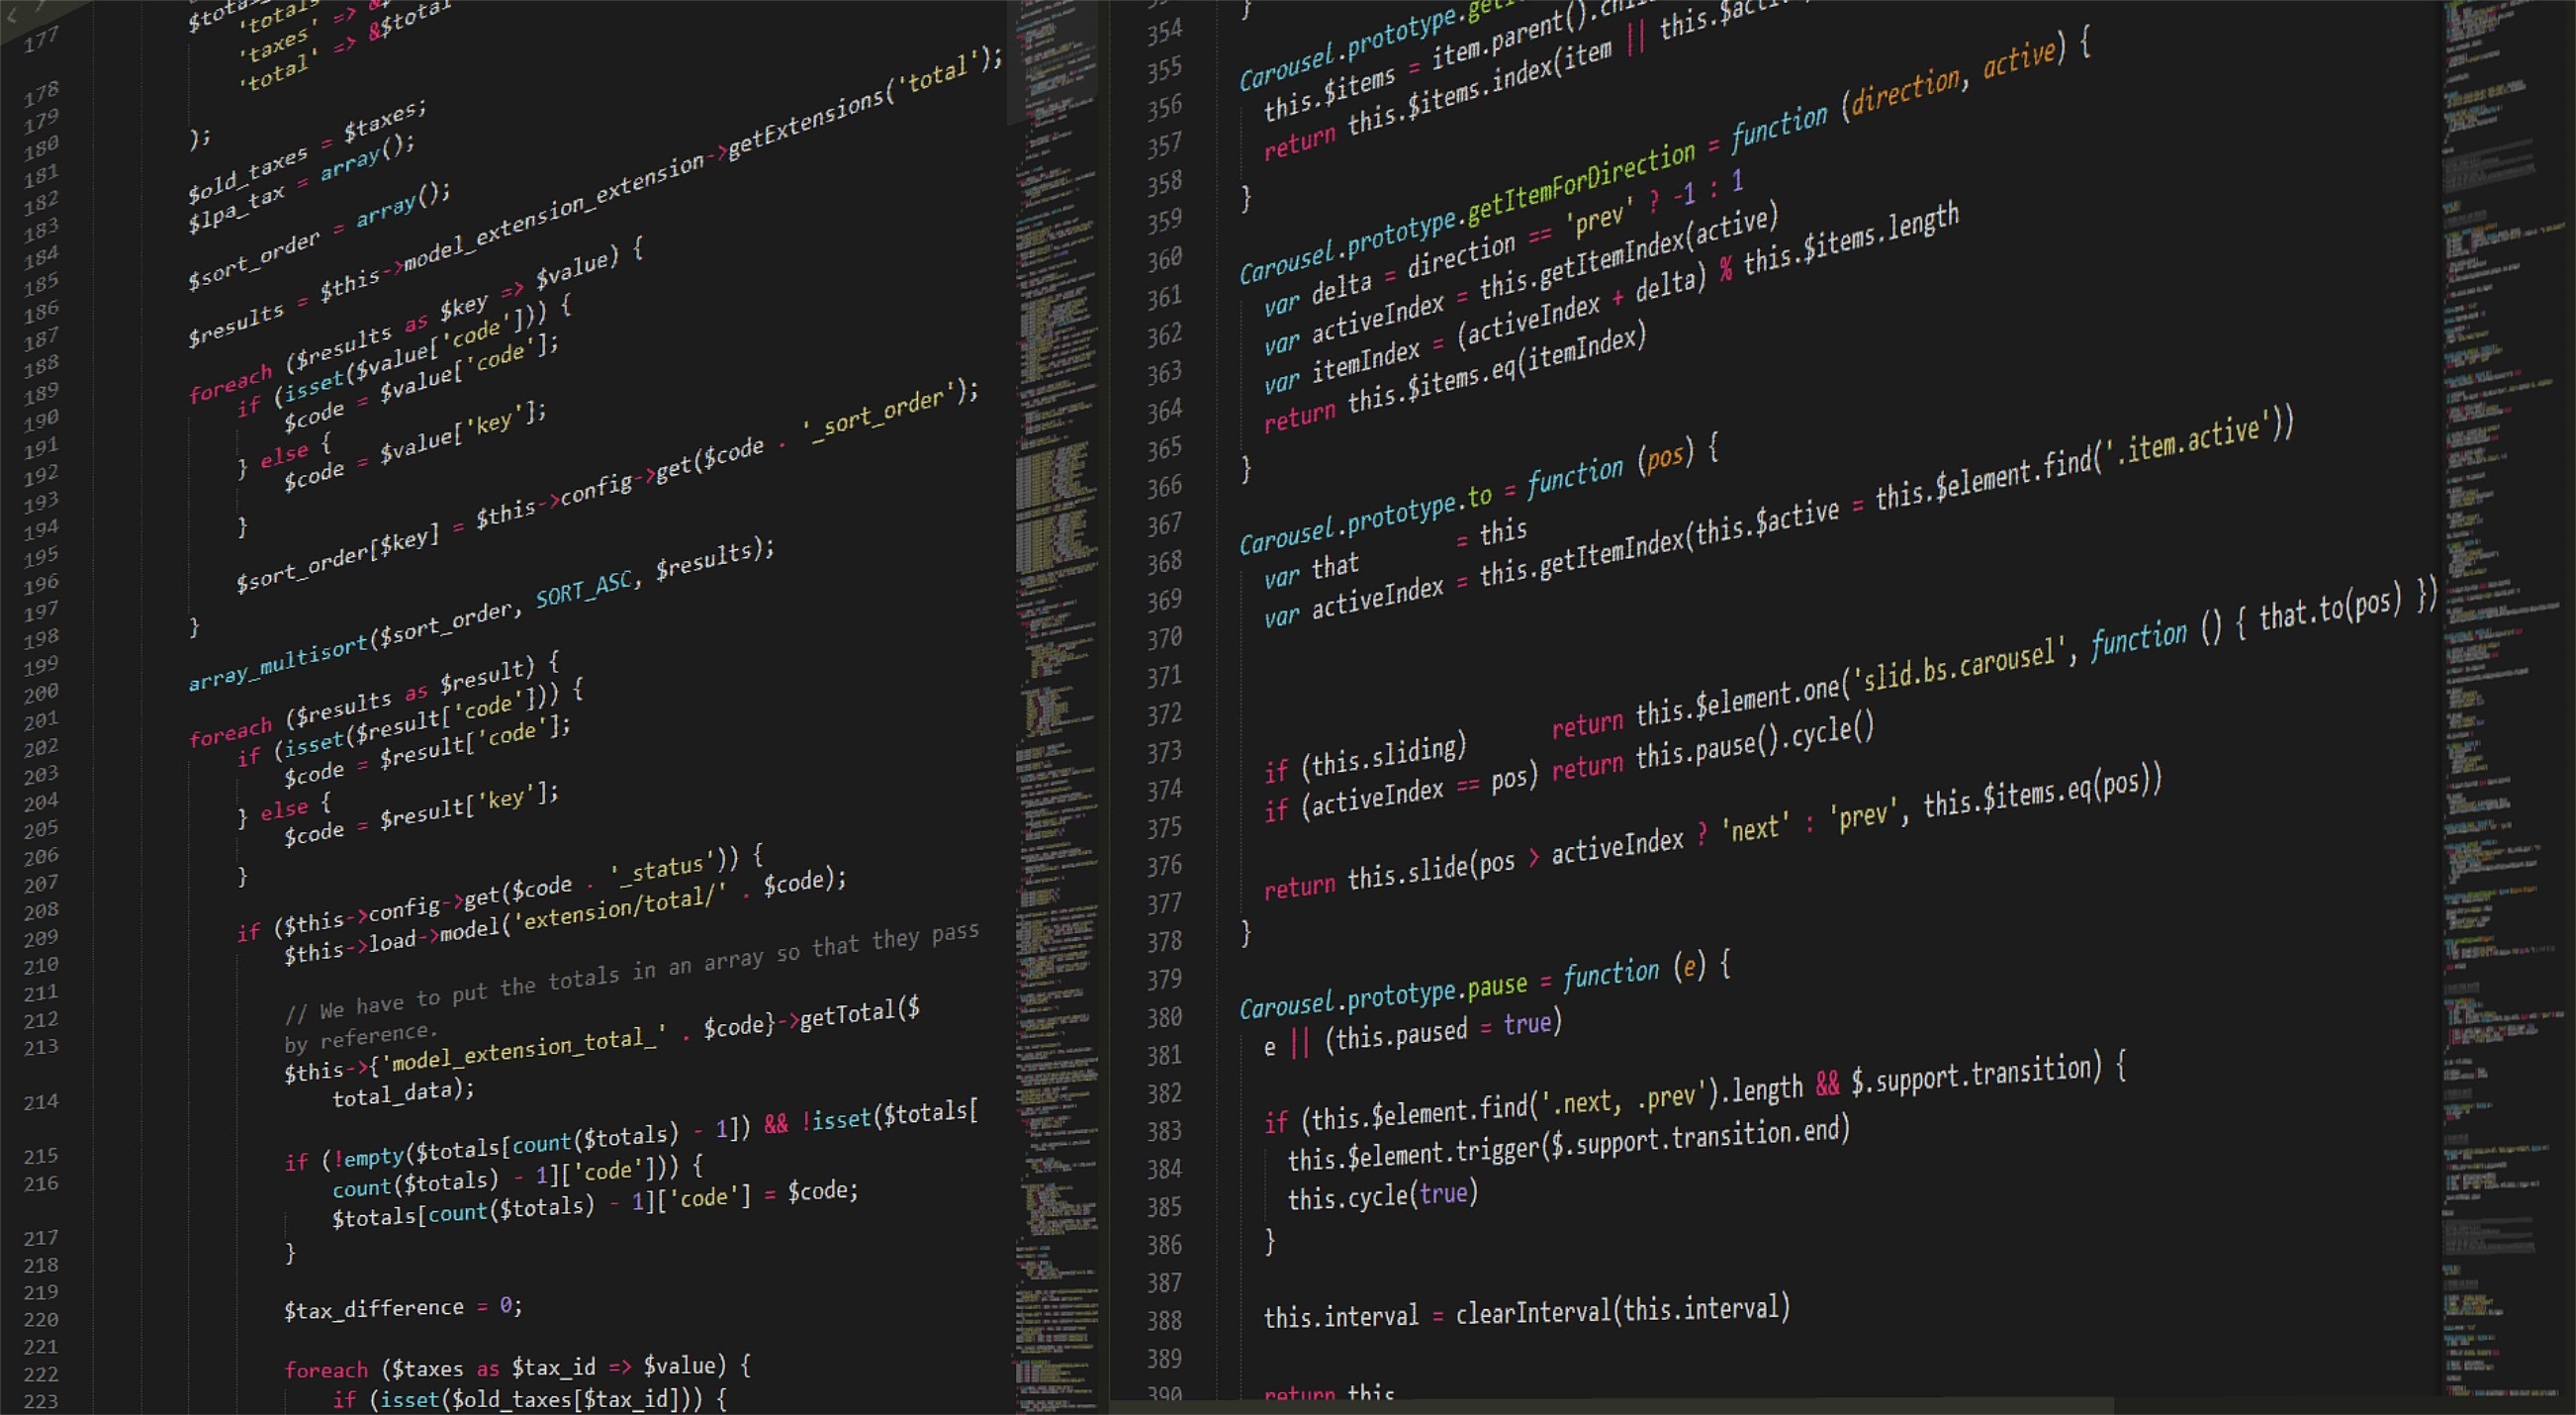 177
'totals'
'taxes' => &
'total' => &$total
178
179
180
181
182
183
184
185
186
187
188
189
190
191
192
193
194
195
196
197
198
199
200
201
202
203
204
205
206
207
208
209
210
211
212
213
214
215
216
217
218
219
220
221
222
223
);
$old_taxes = $taxes;
$lpa_tax = array();
$sort_order = array();
$results = $this->model_extension_extension->getExtensions('total');
foreach ($results as $key => $value) {
if (isset($value['code'])) {
$code = $value['code'];
} else {
$code = $value['key'];
}
$sort_order[$key] = $this->config->get($code . '_sort_order');
}
array_multisort($sort_order, SORT_ASC, $results);
foreach ($results as $result) {
if (isset($result['code'])) {
$code = $result['code'];
} else {
$code = $result['key'];
}
if ($this->config->get($code . '_status')) {
$this->load->model('extension/total/' . $code);
// We have to put the totals in an array so that they pass
by reference.
$this->{'model_extension_total_' . $code}->getTotal($
total_data);
if (!empty($totals[count($totals) - 1]) && !isset($totals[
count($totals) - 1]['code'])) {
$totals[count($totals) - 1]['code'] = $code;
}
$tax_difference = 0;
foreach ($taxes as $tax_id => $value) {
if (isset($old_taxes[$tax_id])) {
354
355
356
357
358
359
360
361
362
363
364
365
366
367
368
369
370
371
372
373
374
375
376
377
378
379
380
381
382
383
384
385
386
387
388
389
390
}
Carousel.prototype.
this.$items = item.parent().
return this.$items.index(item || this.
}
Carousel.prototype.getItemForDirection = function (direction, active) {
var delta = direction == 'prev' ? -1 : 1
var activeIndex = this.getItemIndex(active)
var itemIndex = (activeIndex + delta) % this.$items.length
return this.$items.eq(itemIndex)
}
Carousel.prototype.to = function (pos) {
var that = this
var activeIndex = this.getItemIndex(this.$active = this.$element.find('.item.active'))
if (this.sliding) return this.$element.one('slid.bs.carousel', function () { that.to(pos) })
if (activeIndex == pos) return this.pause().cycle()
return this.slide(pos > activeIndex ? 'next' : 'prev', this.$items.eq(pos))
}
Carousel.prototype.pause = function (e) {
e || (this.paused = true)
if (this.$element.find('.next, .prev').length && $.support.transition) {
this.$element.trigger($.support.transition.end)
this.cycle(true)
}
this.interval = clearInterval(this.interval)
return this